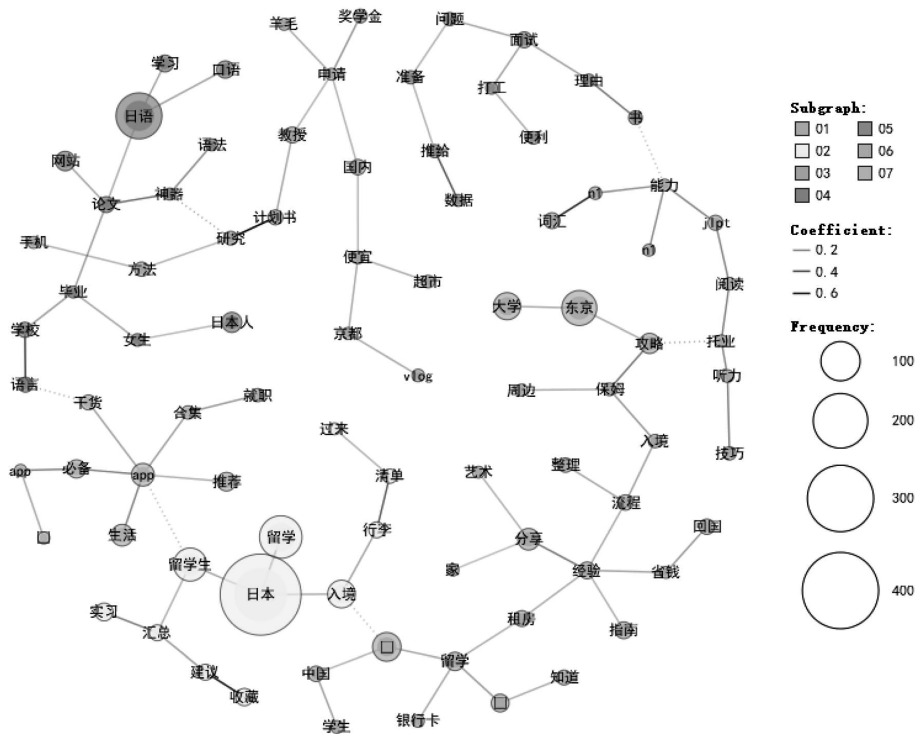 奖学金
羊毛
问题
面试
学习
口语
申请
准备
打工
理由
日语
书
教授
语法
便利
网站
国内
推给
神器
能力
论文
n1
数据
计划书
词汇
jlpt
手机
研究
n1
方法
便宜
超市
阅读
毕业
大学
东京
学校
女生
日本人
京都
攻略
托业
语言
vlog
听力
干货
合集
就职
周边
保姆
过来
入境
技巧
app
必备
app
推荐
清单
艺术
整理
流程
生活
行李
回国
留学
分享
留学生
日本
入境
家
经验
省钱
实习
汇总
租房
指南
建议
中国
留学
知道
收藏
学生
银行卡
Subgraph:
01 05
02 06
03 07
04
Coefficient:
0.2
0.4
0.6
Frequency:
100
200
300
400